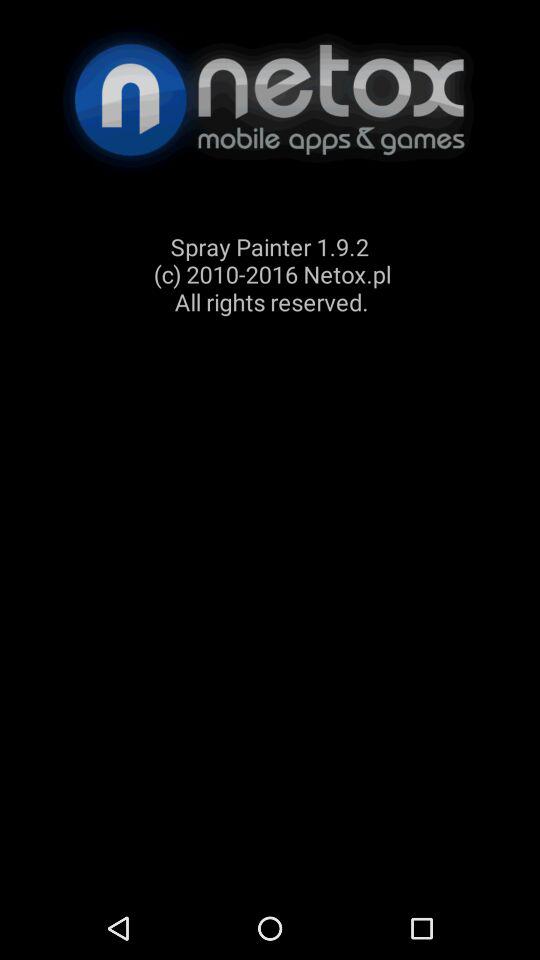 n netox
mobile apps & games
Spray Painter 1.9.2
(c) 2010-2016 Netox.pl
All rights reserved.